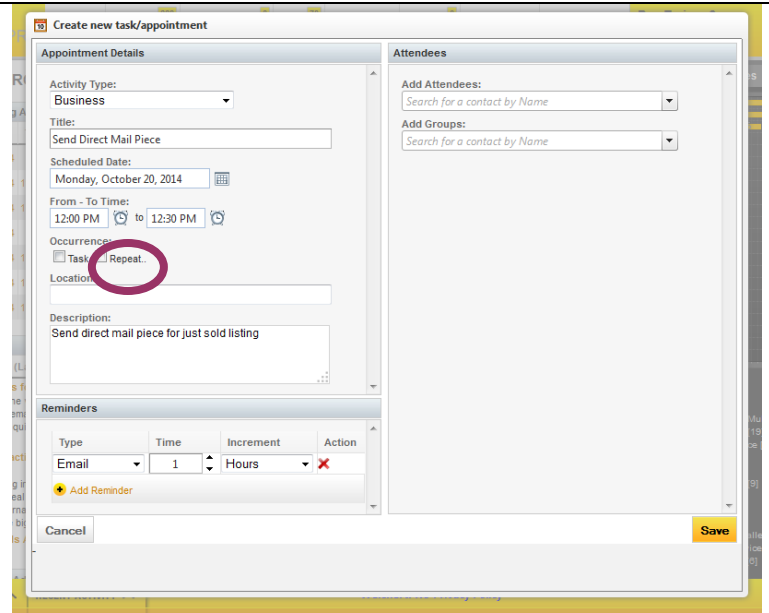 Create new task/appointment
Appointment Details
Activity Type:
Business
Title:
Send Direct Mail Piece
Scheduled Date:
Monday, October 20, 2014
From - To Time:
12:00 PM to 12:30 PM
Occurrence:
Task Repeat..
Location
Description:
Send direct mail piece for just sold listing
Reminders
Type Time Increment Action
Email 1 Hours
Add Reminder
Cancel
Attendees
Add Attendees:
Search for a contact by Name
Add Groups:
Search for a contact by Name
Save